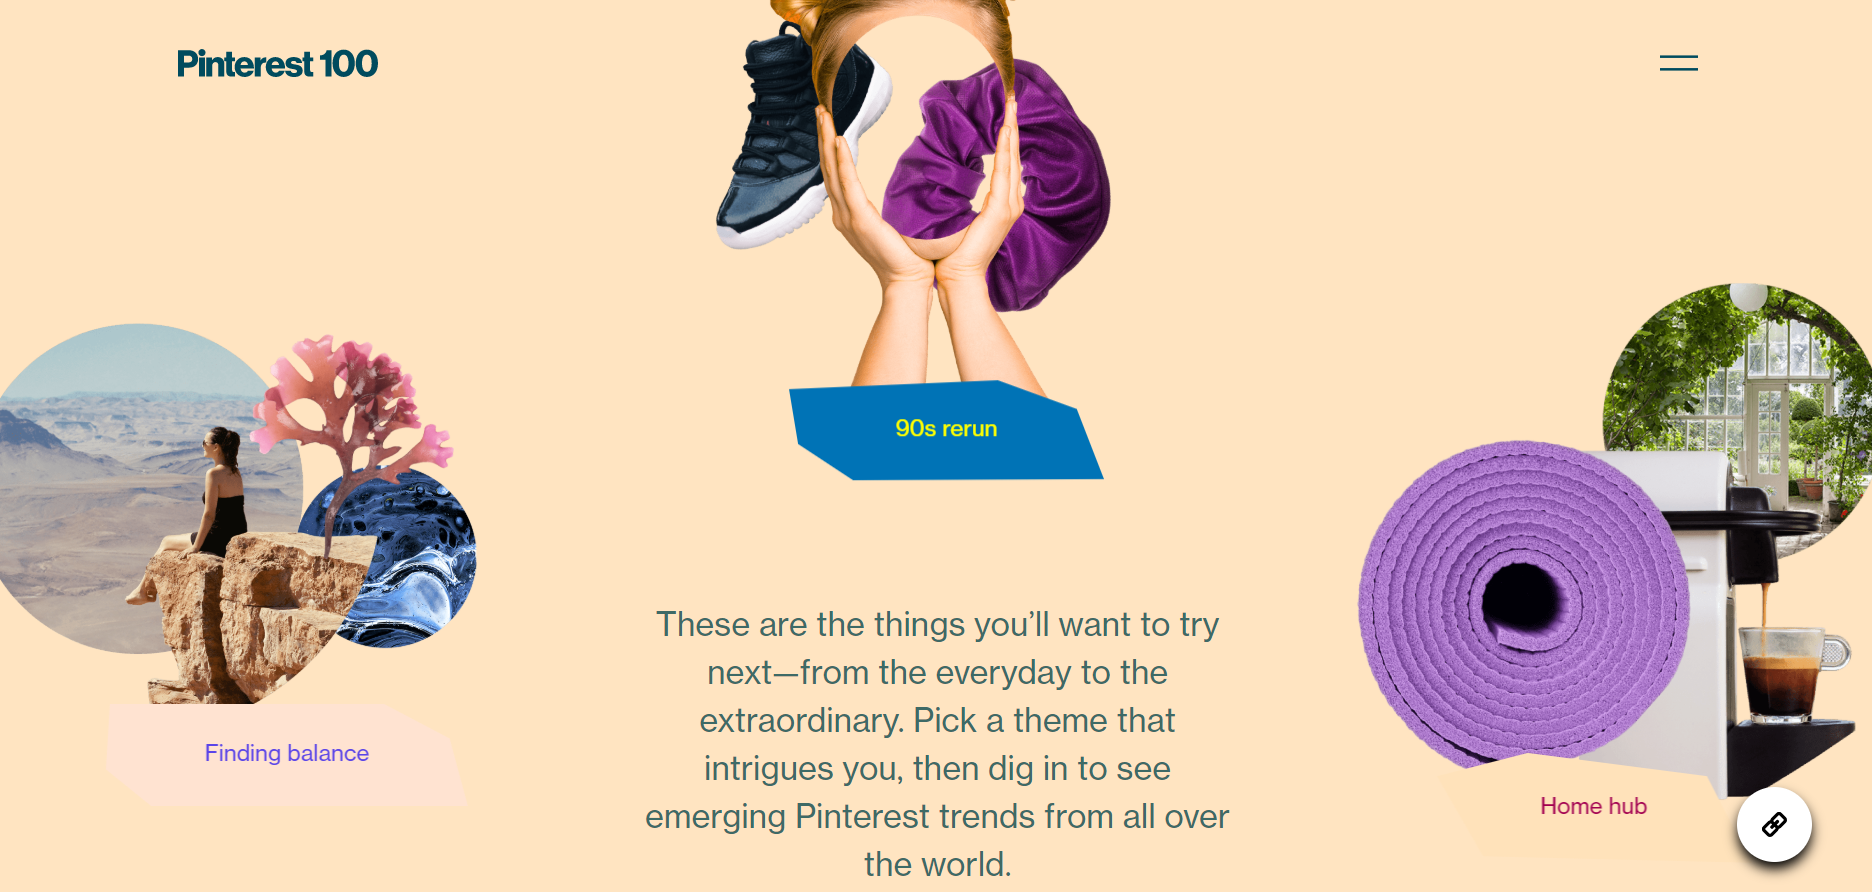 Pinterest 100
90s rerun
These are the things you’ll want to try
next—from the everyday to the
extraordinary. Pick a theme that
intrigues you, then dig in to see
emerging Pinterest trends from all over
the world.
Finding balance
Home hub